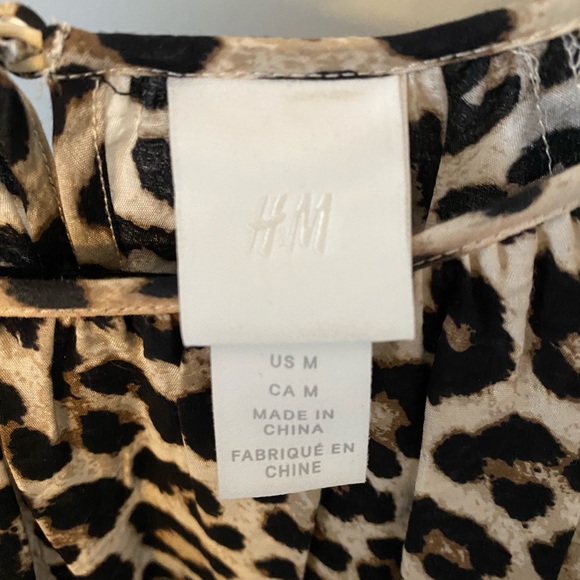 H&M
US M
CA M
MADE IN
CHINA
FABRIQUÉ EN
CHINE